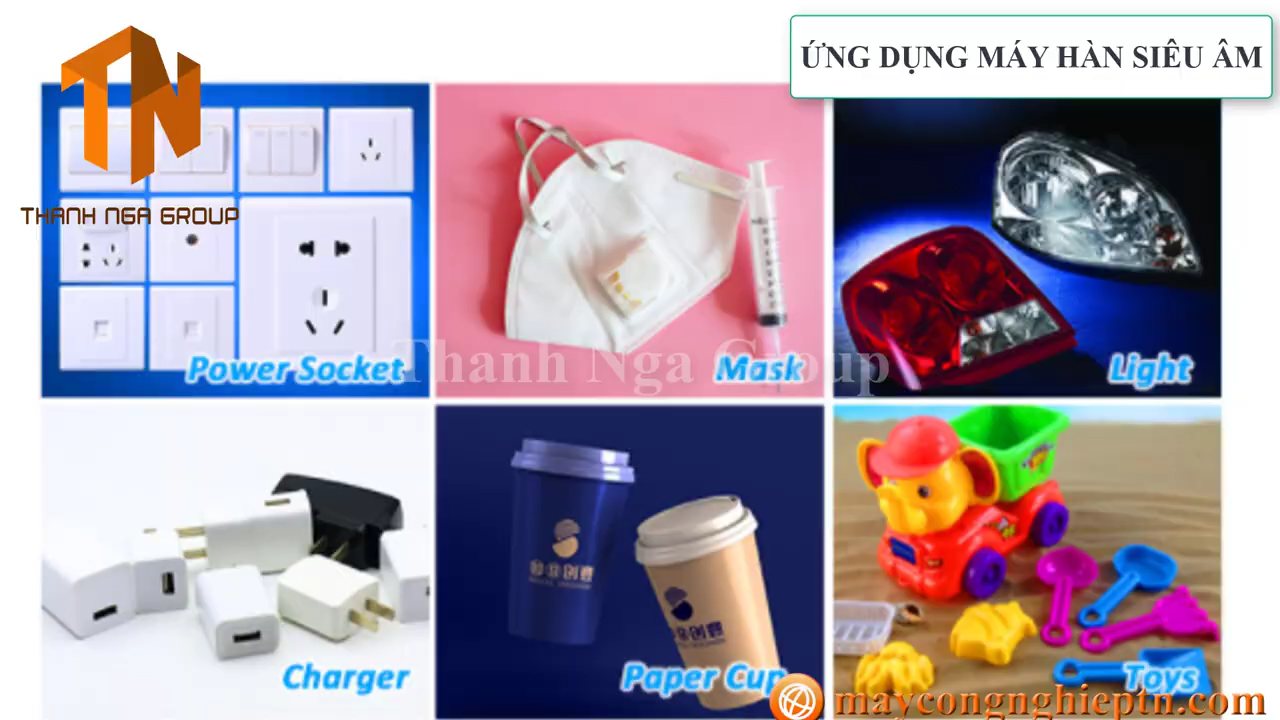 ỨNG DỤNG MÁY HÀN SIÊU ÂM
THANH NGA GROUP
Power Socket
Mask
Light
Thanh Nga Group
Charger
Paper Cup
Toys
maycongnghieptn.com